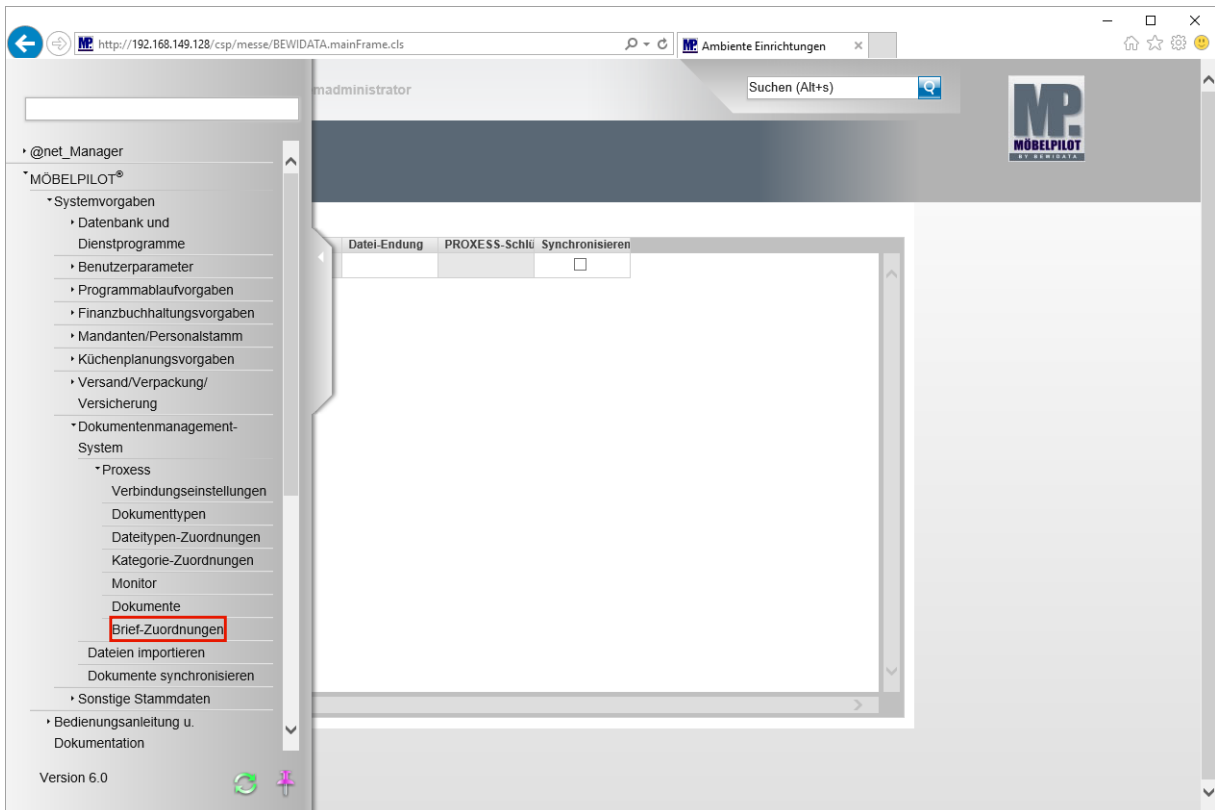 http://192.168.149.128/csp/messe/BEWIDATA.mainFrame.cls
MP. Ambiente Einrichtungen
madministrator
Suchen (Alt+s)
MP.
MÖBELPILOT
BY BEWIDATA
@net_Manager
MÖBELPILOT®
Systemvorgaben
Datenbank und
Dienstprogramme
Benutzerparameter
Programmablaufvorgaben
Finanzbuchhaltungsvorgaben
Mandanten/Personalstamm
Küchenplanungsvorgaben
Versand/Verpackung/
Versicherung
Dokumentenmanagement-
System
Proxess
Verbindungseinstellungen
Dokumenttypen
Dateitypen-Zuordnungen
Kategorie-Zuordnungen
Monitor
Dokumente
Brief-Zuordnungen
Dateien importieren
Dokumente synchronisieren
Sonstige Stammdaten
Bedienungsanleitung u.
Dokumentation
Version 6.0
Datei-Endung PROXESS-Schlü Synchronisieren